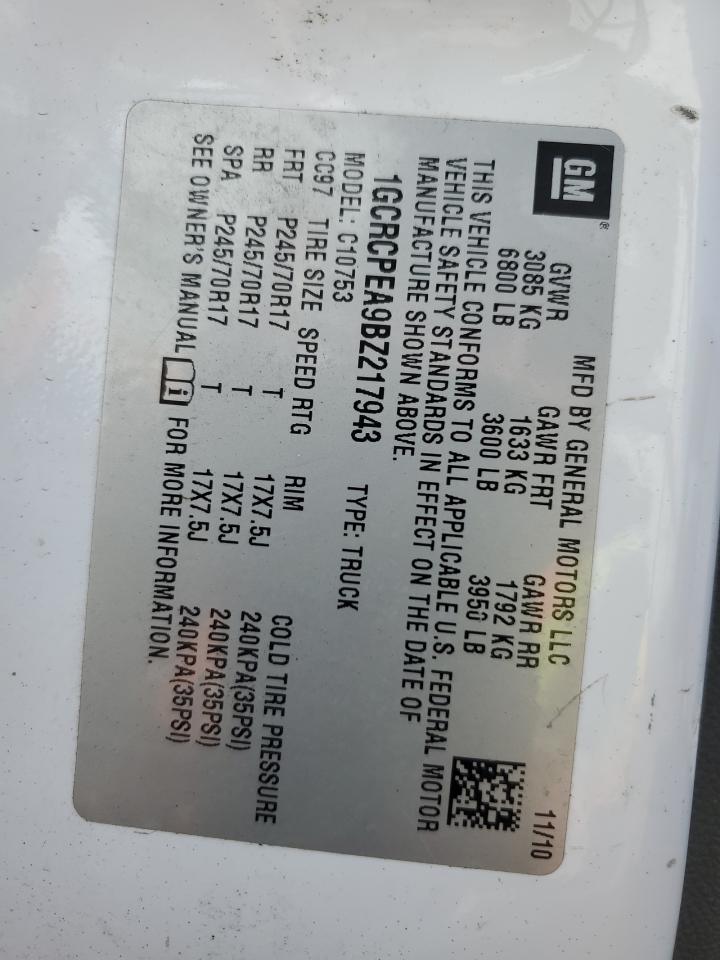 GM®
MFD BY GENERAL MOTORS LLC 11/10
GVWR GAWR FRT GAWR RR
3085 KG 1633 KG 1792 KG
6800 LB 3600 LB 3950 LB
THIS VEHICLE CONFORMS TO ALL APPLICABLE U.S. FEDERAL MOTOR
VEHICLE SAFETY STANDARDS IN EFFECT ON THE DATE OF
MANUFACTURE SHOWN ABOVE.
1GCRCPEA9BZ217943 TYPE: TRUCK
MODEL: C10753
CC97 TIRE SIZE SPEED RTG RIM COLD TIRE PRESSURE
FRT P245/70R17 T 17X7.5J 240KPA(35PSI)
RR P245/70R17 T 17X7.5J 240KPA(35PSI)
SPA P245/70R17 T 17X7.5J 240KPA(35PSI)
SEE OWNER'S MANUAL i FOR MORE INFORMATION.